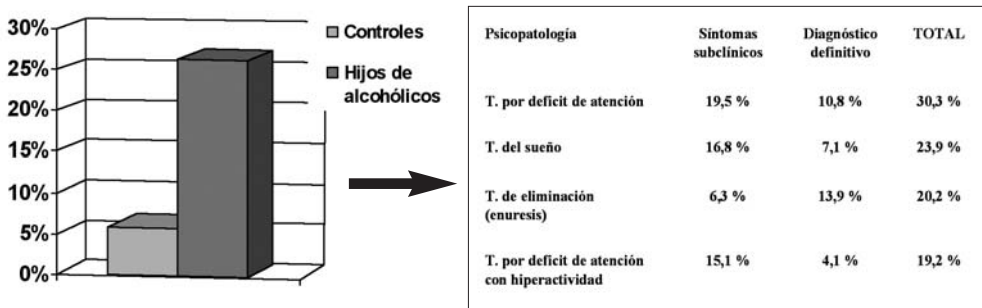 30%
25%
20%
15%
10%
5%
0%
Controles
Hijos de
alcohólicos
Psicopatología Síntomas subclínicos Diagnóstico definitivo TOTAL
T. por deficit de atención 19,5 % 10,8 % 30,3 %
T. del sueño 16,8 % 7,1 % 23,9 %
T. de eliminación 6,3 % 13,9 % 20,2 %
(enuresis)
T. por deficit de atención 15,1 % 4,1 % 19,2 %
con hiperactividad